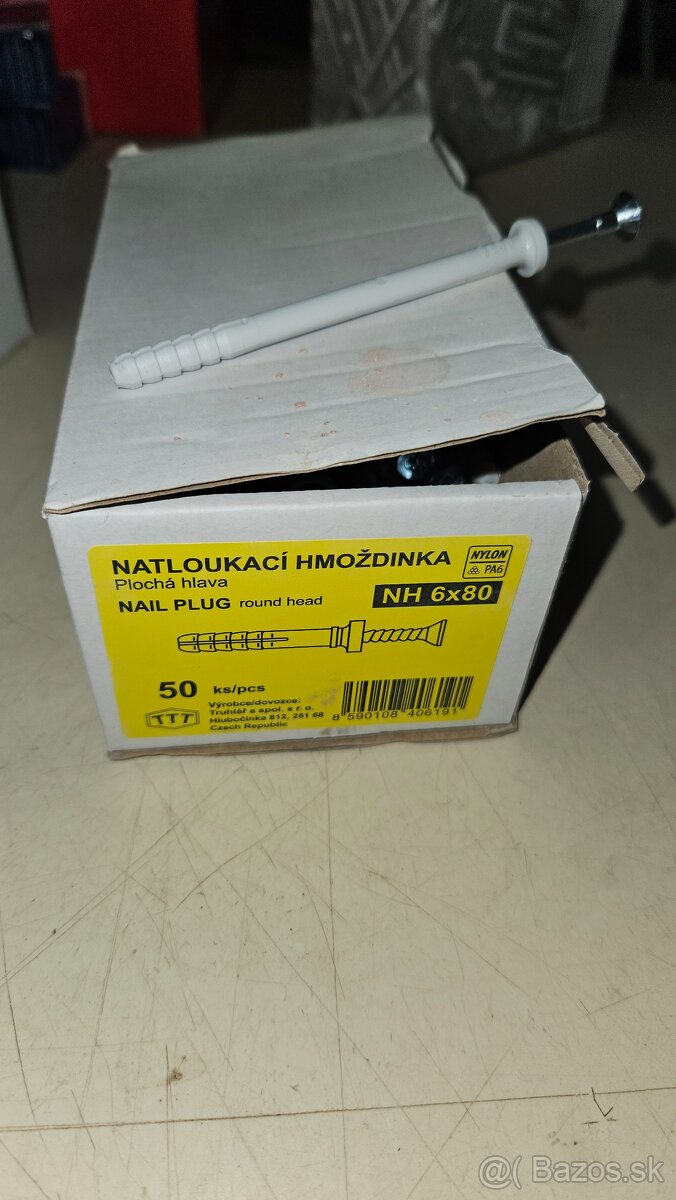 NATLOUKACÍ HMOŽDINKA
Plochá hlava
NAIL PLUG round head
NYLON
PA6
NH 6x80
50 ks/pcs
TTT
Výrobce/dovozce:
Truhlář a spol. s r. o.
Hlubočinka 812, 251 68
Czech Republic
8 590108 406191
@( Bazos.sk